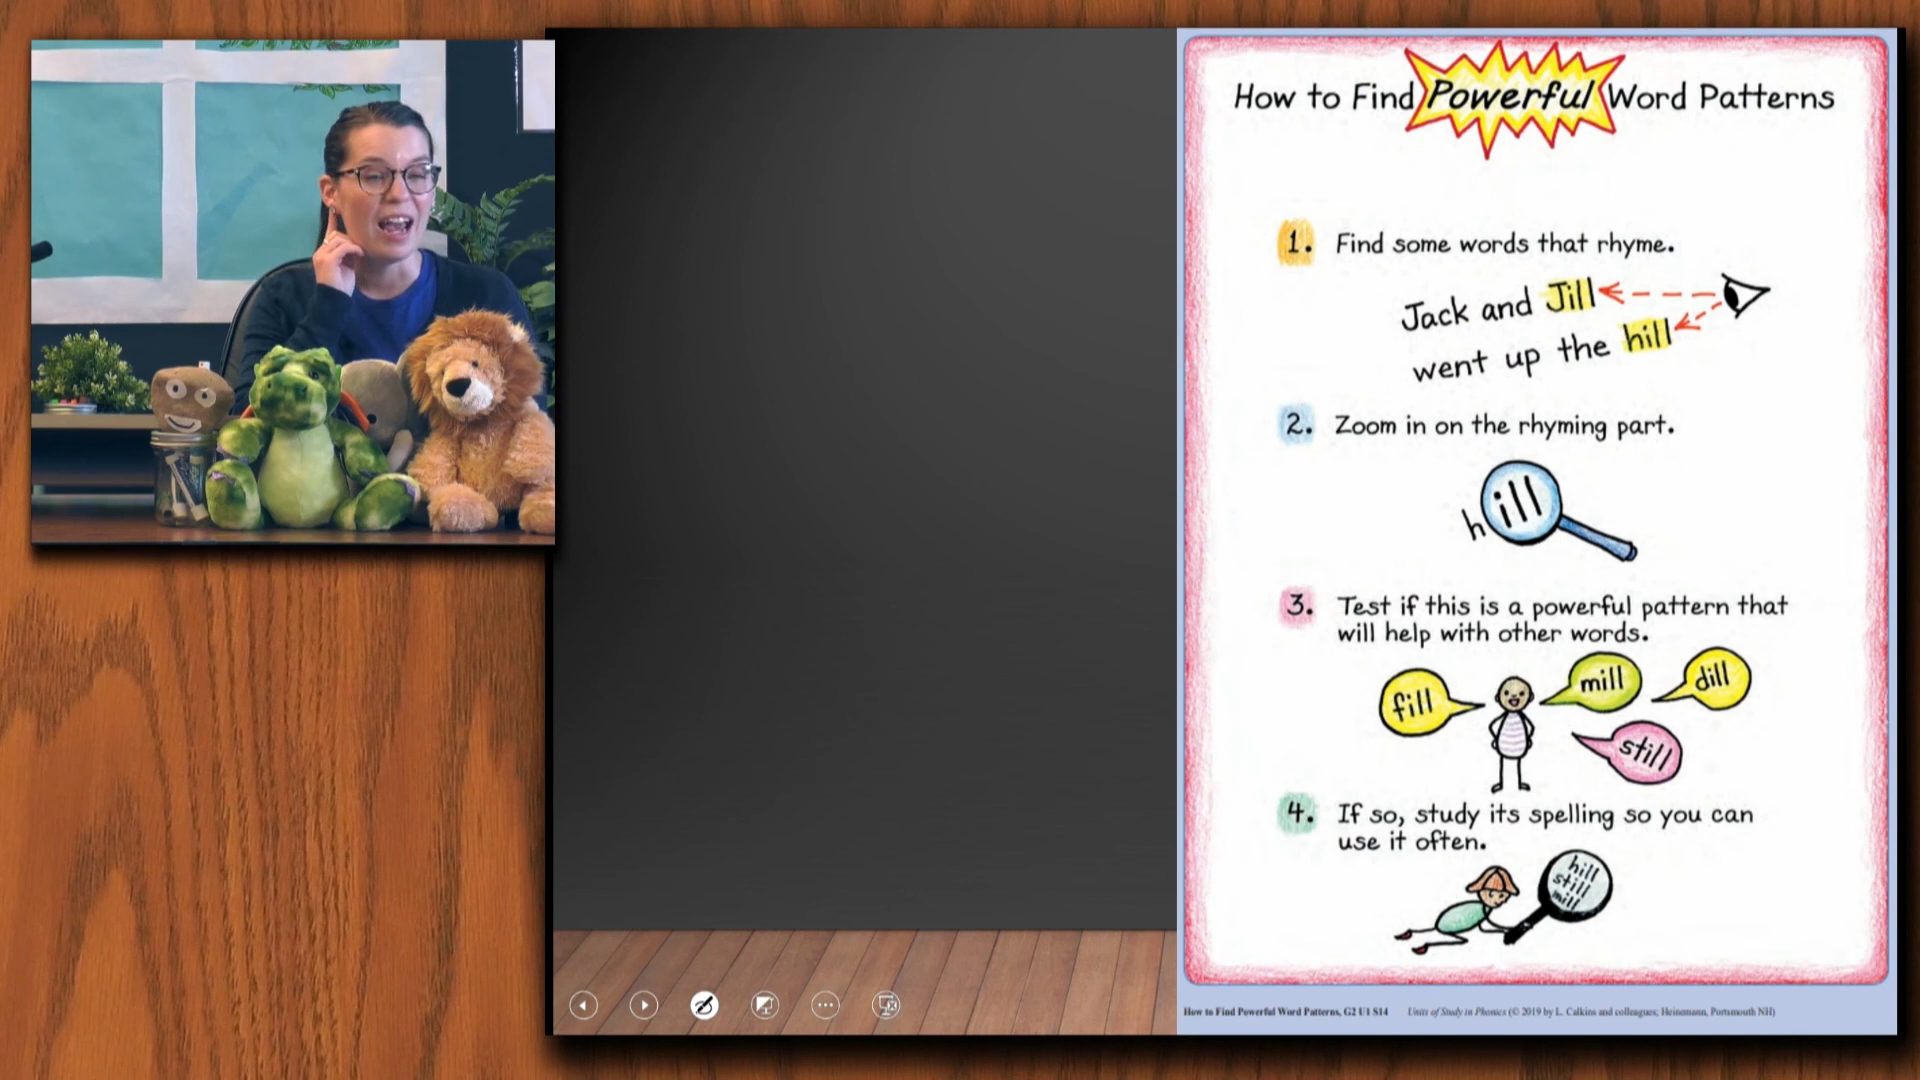 How to Find Powerful Word Patterns
1. Find some words that rhyme.
Jack and Jill
went up the hill
2. Zoom in on the rhyming part.
hill
3. Test if this is a powerful pattern that
will help with other words.
fill
mill
dill
still
4. If so, study its spelling so you can
use it often.
hill
still
mill
How to Find Powerful Word Patterns, G2 U1 S14 Units of Study in Phonics (© 2019 by L. Calkins and colleagues; Heinemann, Portsmouth NH)